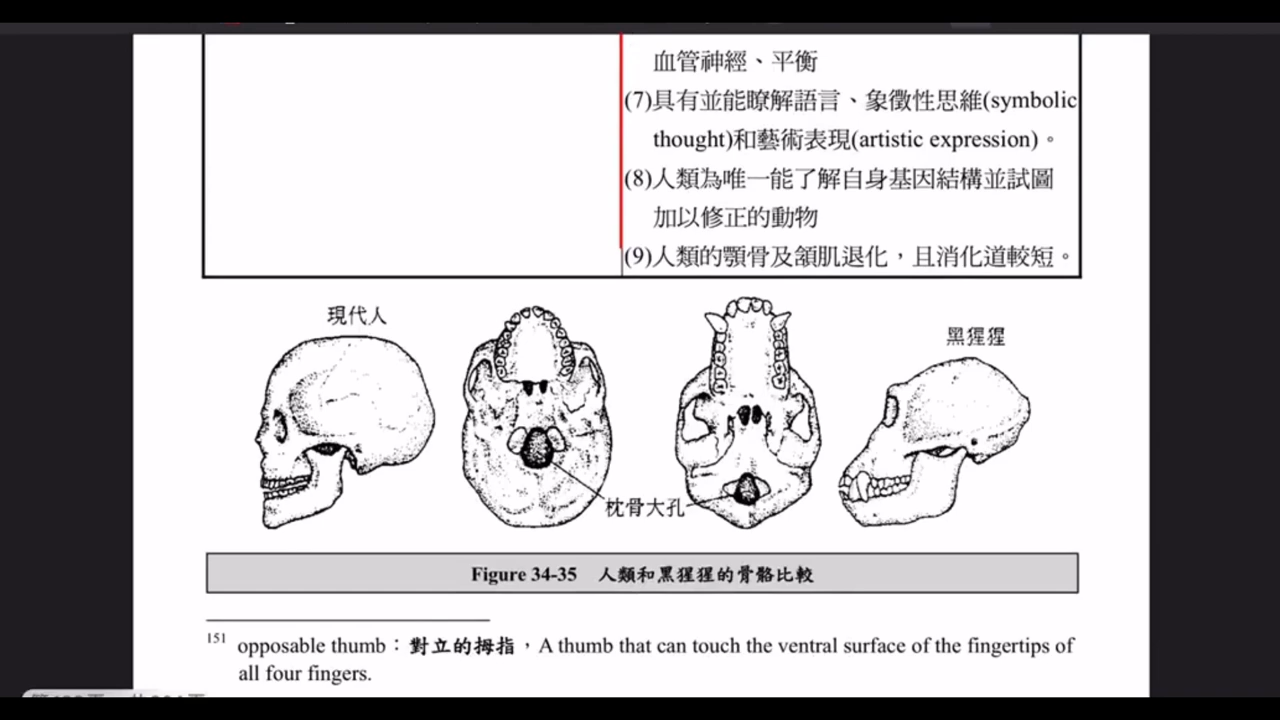 血管神經、平衡
(7)具有並能瞭解語言、象徵性思維(symbolic
thought)和藝術表現(artistic expression)。
(8)人類為唯一能了解自身基因結構並試圖
加以修正的動物
(9)人類的顎骨及頷肌退化，且消化道較短。
現代人
黑猩猩
枕骨大孔
Figure 34-35 人類和黑猩猩的骨骼比較
151 opposable thumb：對立的拇指，A thumb that can touch the ventral surface of the fingertips of
all four fingers.